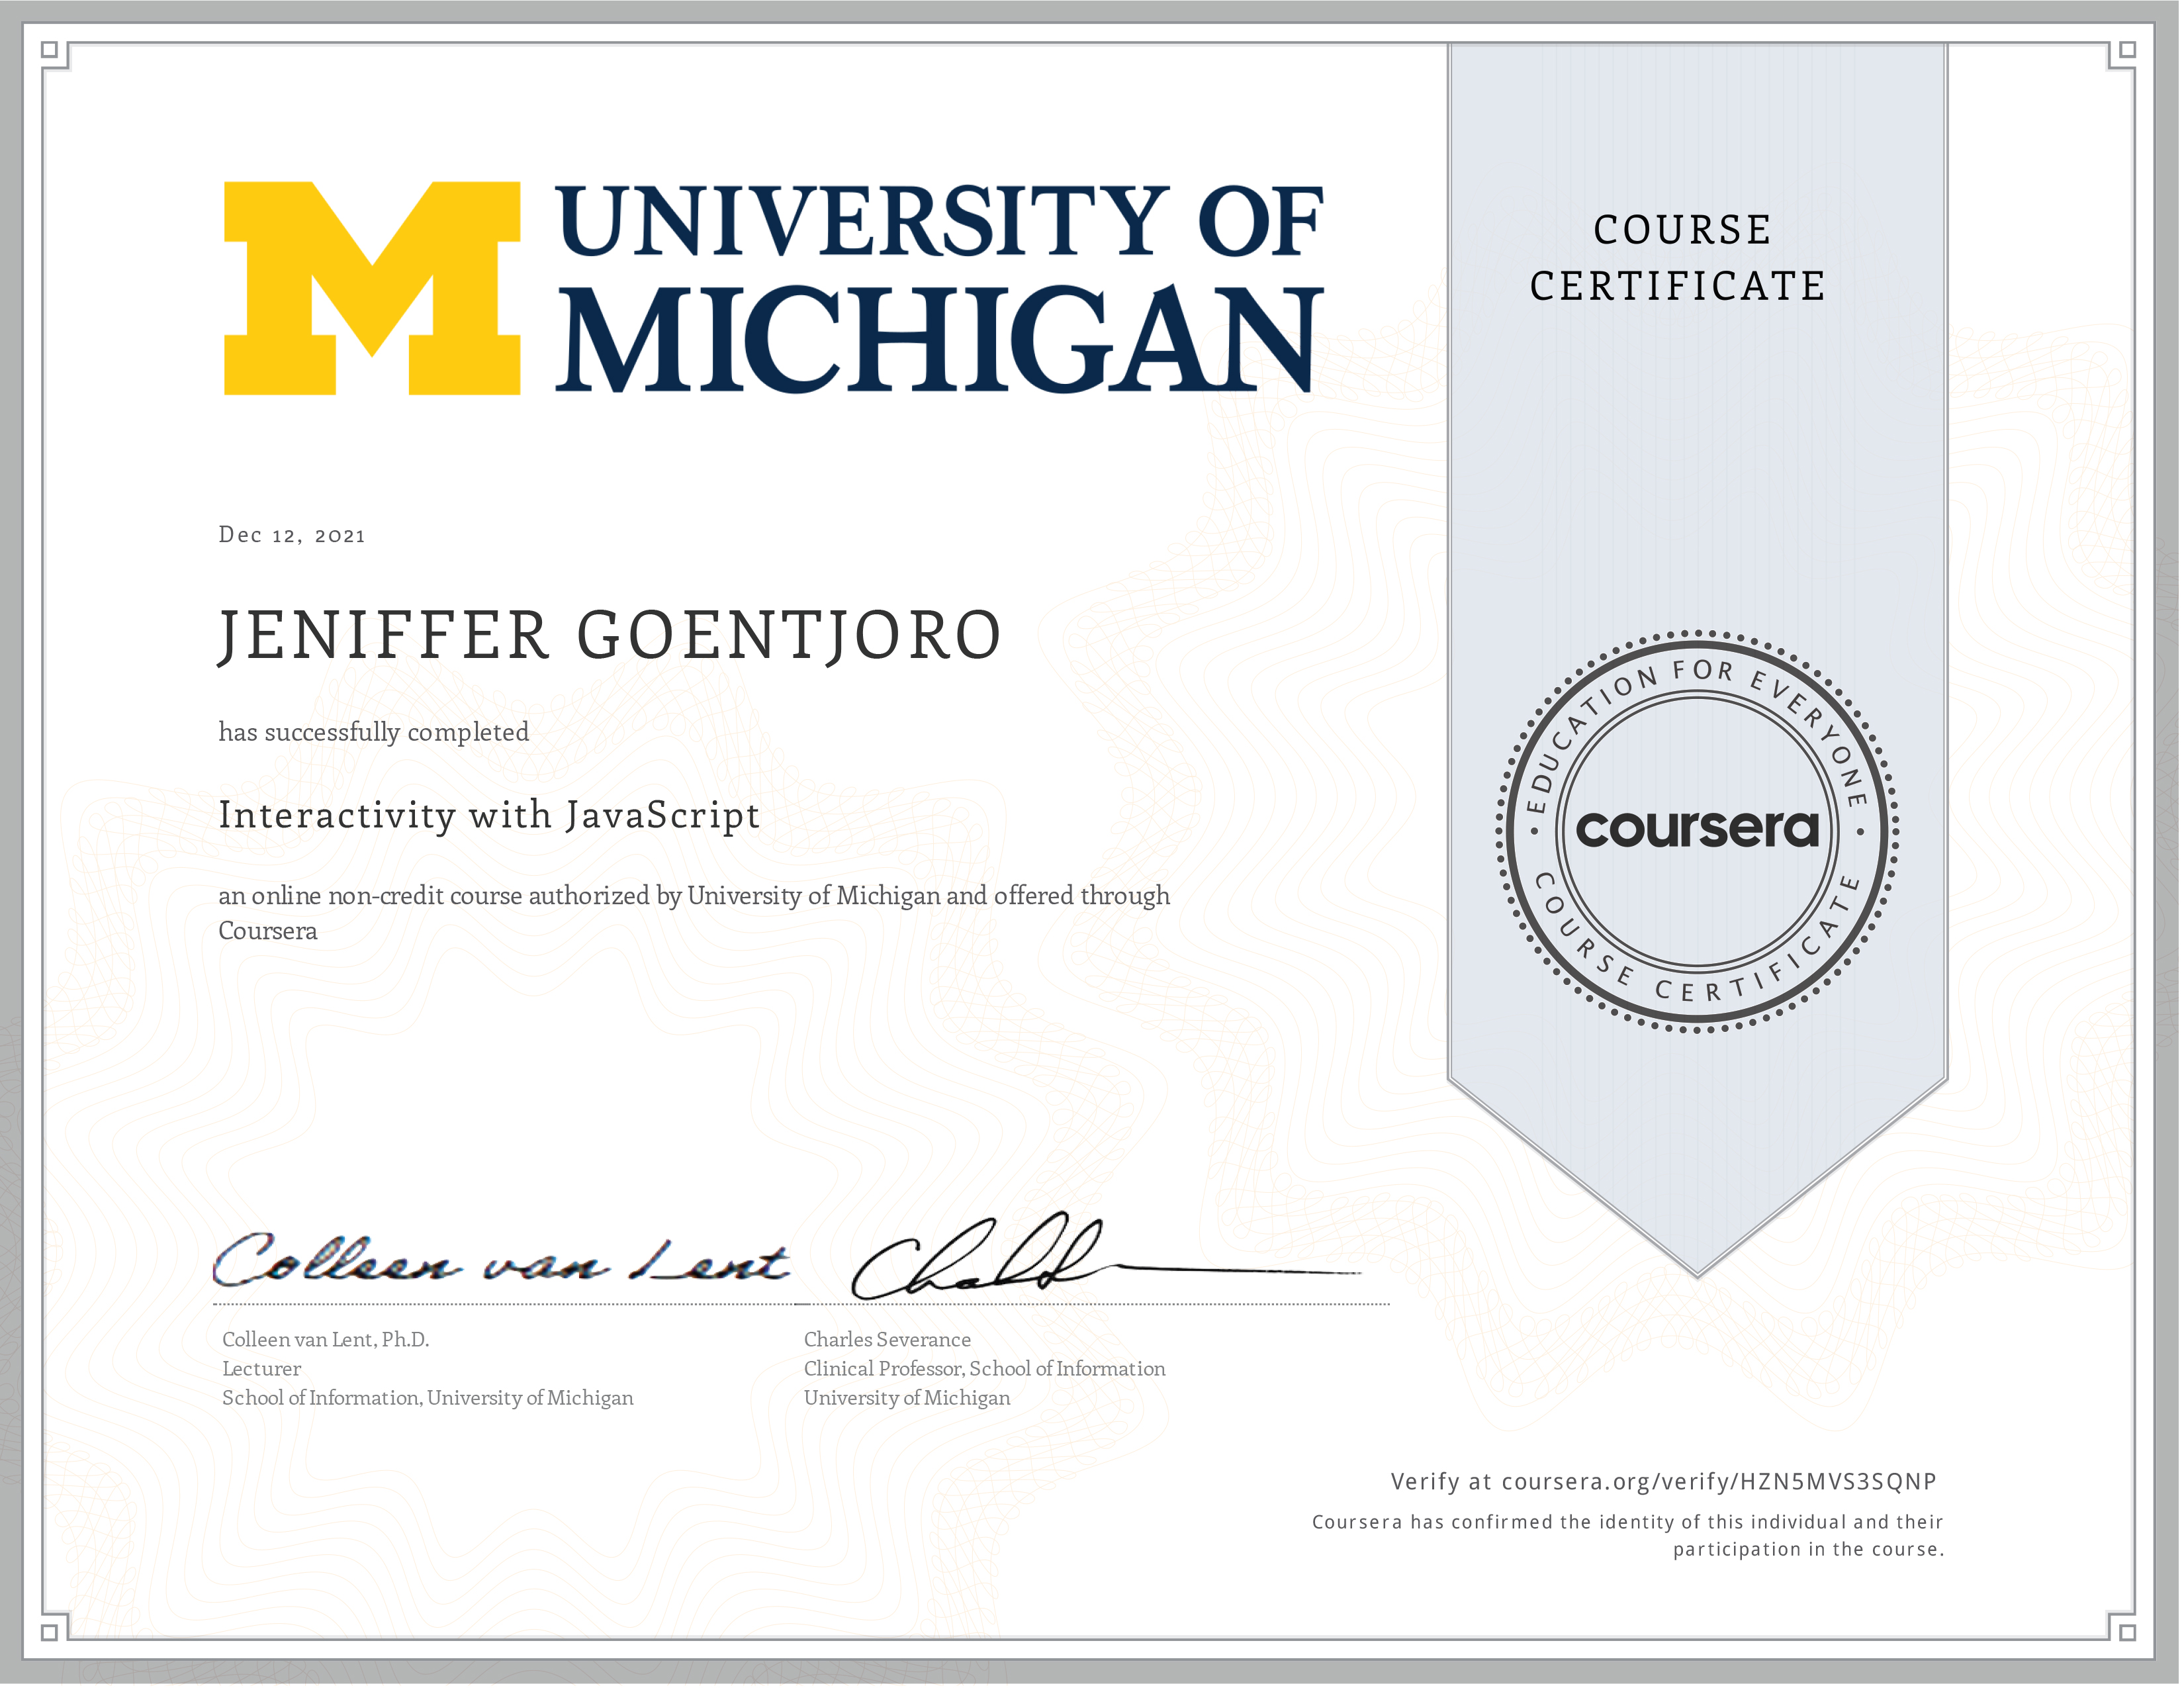 UNIVERSITY OF
MICHIGAN
COURSE
CERTIFICATE
Dec 12, 2021
JENIFFER GOENTJORO
has successfully completed
Interactivity with JavaScript
an online non-credit course authorized by University of Michigan and offered through
Coursera
EDUCATION FOR EVERYONE
coursera
COURSE CERTIFICATE
Colleen van Lent
Colleen van Lent, Ph.D.
Lecturer
School of Information, University of Michigan
Charles Severance
Clinical Professor, School of Information
University of Michigan
Verify at coursera.org/verify/HZN5MVS3SQNP
Coursera has confirmed the identity of this individual and their
participation in the course.